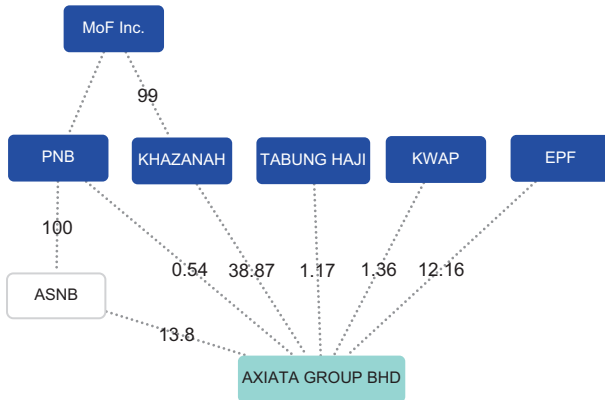 MoF Inc.
99
PNB
KHAZANAH
TABUNG HAJI
KWAP
EPF
100
ASNB
0.54
38.87
1.17
1.36
12.16
13.8
AXIATA GROUP BHD